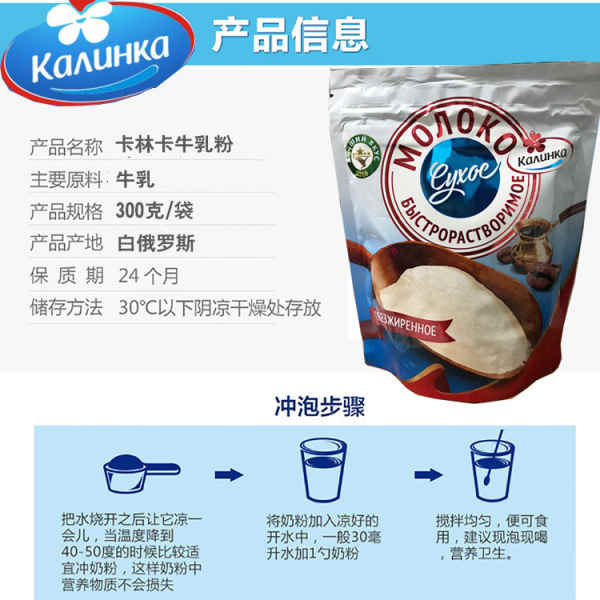 Калинка
产品信息
产品名称 卡林卡牛乳粉
主要原料 牛乳
产品规格 300克/袋
产品产地 白俄罗斯
保 质 期 24个月
储存方法 30℃以下阴凉干燥处存放
МОЛОКО
Сухое
Калинка
БЫСТРОРАСТВОРИМОЕ
冲泡步骤
把水烧开之后让它凉一
会儿，当温度降到
40-50度的时候比较适
宜冲奶粉，这样奶粉中
营养物质不会损失
将奶粉加入凉好的
开水中，一般30毫
升水加1勺奶粉
搅拌均匀，便可食
用，建议现泡现喝
，营养卫生。